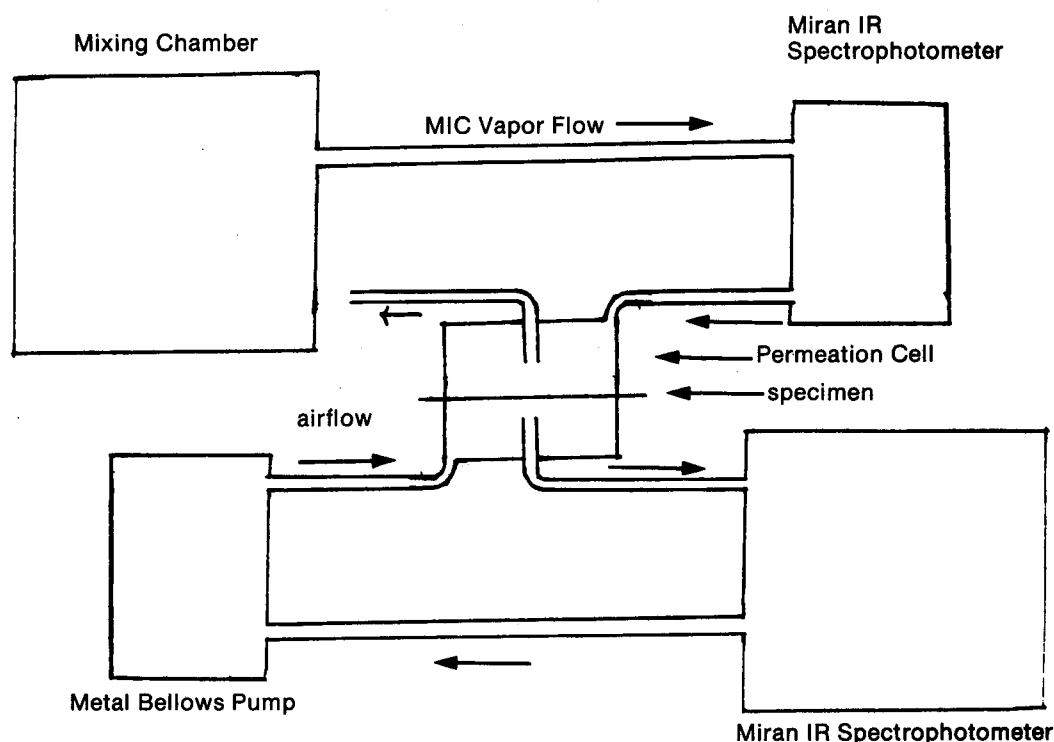 Mixing Chamber
Miran IR
Spectrophotometer
MIC Vapor Flow
Permeation Cell
specimen
airflow
Metal Bellows Pump
Miran IR Spectrophotometer